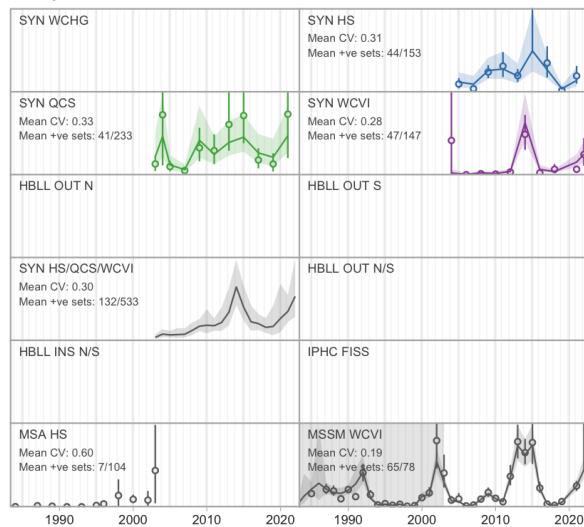 SYN WCHG
SYN HS
Mean CV: 0.31
Mean +ve sets: 44/153
SYN QCS
Mean CV: 0.33
Mean +ve sets: 41/233
SYN WCVI
Mean CV: 0.28
Mean +ve sets: 47/147
HBLL OUT N
HBLL OUT S
SYN HS/QCS/WCVI
Mean CV: 0.30
Mean +ve sets: 132/533
HBLL OUT N/S
HBLL INS N/S
IPHC FISS
MSA HS
Mean CV: 0.60
Mean +ve sets: 7/104
MSSM WCVI
Mean CV: 0.19
Mean +ve sets: 65/78
1990 2000 2010 2020 1990 2000 2010 2020